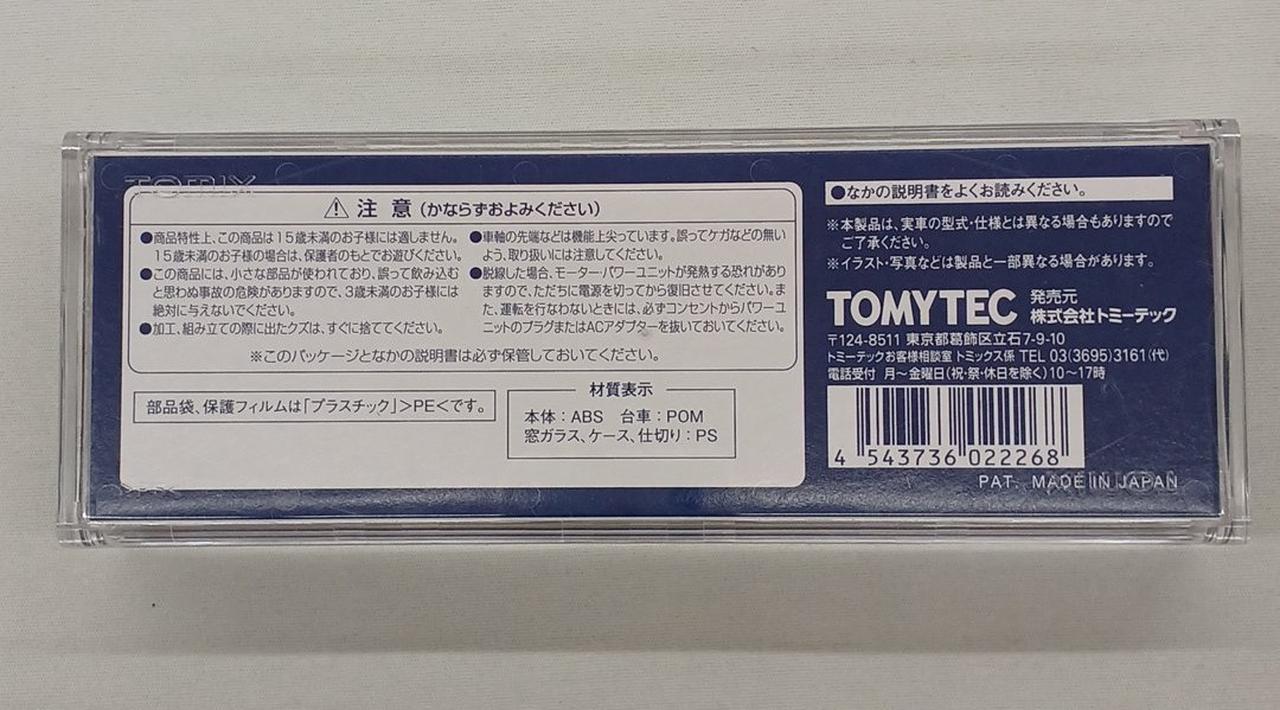 TOMIX
⚠ 注 意 (かならずおよみください)
●商品特性上、この商品は15歳未満のお子様には適しません。
15歳未満のお子様の場合は、保護者のもとでお遊びください。
●この商品には、小さな部品が使われており、誤って飲み込む
と思わぬ事故の危険がありますので、3歳未満のお子様には
絶対に与えないでください。
●加工、組み立ての際に出たクズは、すぐに捨ててください。
●車軸の先端などは機能上尖っています。誤ってケガなどの無い
よう、取り扱いには注意してください。
●脱線した場合、モーター・パワーユニットが発熱する恐れがあり
ますので、ただちに電源を切ってから復旧させてください。ま
た、運転を行なわないときには、必ずコンセントからパワーユ
ニットのプラグまたはACアダプターを抜いておいてください。
※このパッケージとなかの説明書は必ず保管しておいてください。
部品袋、保護フィルムは「プラスチック」>PE<です。
材質表示
本体:ABS 台車:POM
窓ガラス、ケース、仕切り:PS
●なかの説明書をよくお読みください。
※本製品は、実車の型式・仕様とは異なる場合もありますので
ご了承ください。
※イラスト・写真などは製品と一部異なる場合があります。
TOMYTEC 発売元
株式会社トミーテック
〒124-8511 東京都葛飾区立石7-9-10
トミーテックお客様相談室 トミックス係 TEL 03(3695)3161(代)
電話受付 月~金曜日(祝・祭・休日を除く)10~17時
4 543736 022268
PAT. MADE IN JAPAN